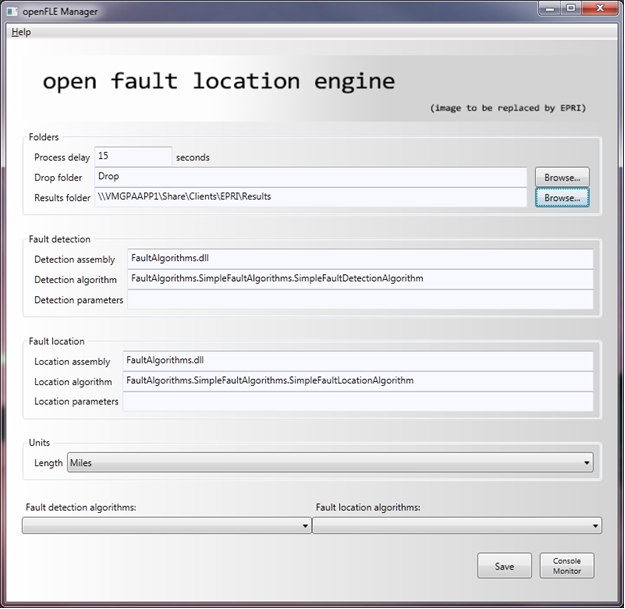 openFLE Manager
Help
open fault location engine
(image to be replaced by EPRI)
Folders
Process delay 15 seconds
Drop folder Drop Browse...
Results folder \\VMGPAAPP1\Share\Clients\EPRI\Results Browse...
Fault detection
Detection assembly FaultAlgorithms.dll
Detection algorithm FaultAlgorithms.SimpleFaultAlgorithms.SimpleFaultDetectionAlgorithm
Detection parameters
Fault location
Location assembly FaultAlgorithms.dll
Location algorithm FaultAlgorithms.SimpleFaultAlgorithms.SimpleFaultLocationAlgorithm
Location parameters
Units
Length Miles
Fault detection algorithms: Fault location algorithms:
Save Console
Monitor